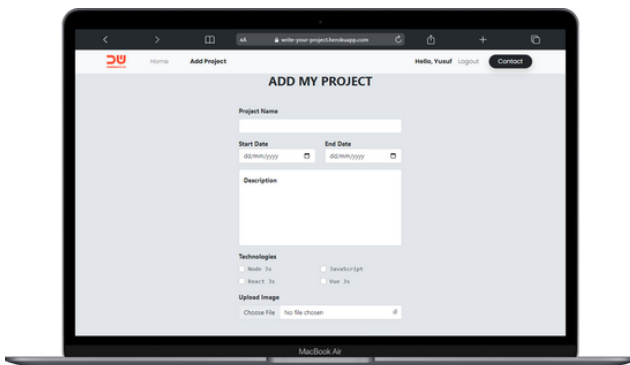 AA write-your-project.herokuapp.com
Home Add Project Hello, Yusuf Logout Contact
ADD MY PROJECT
Project Name
Start Date End Date
dd/mm/yyyy dd/mm/yyyy
Description
Technologies
Node Js JavaScript
React Js Vue Js
Upload Image
Choose File No file chosen
MacBook Air